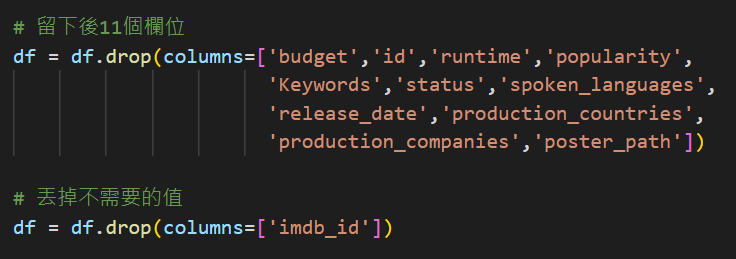 # 留下後11個欄位
df = df.drop(columns=['budget','id','runtime','popularity',
'Keywords','status','spoken_languages',
'release_date','production_countries',
'production_companies','poster_path'])
# 丟掉不需要的值
df = df.drop(columns=['imdb_id'])